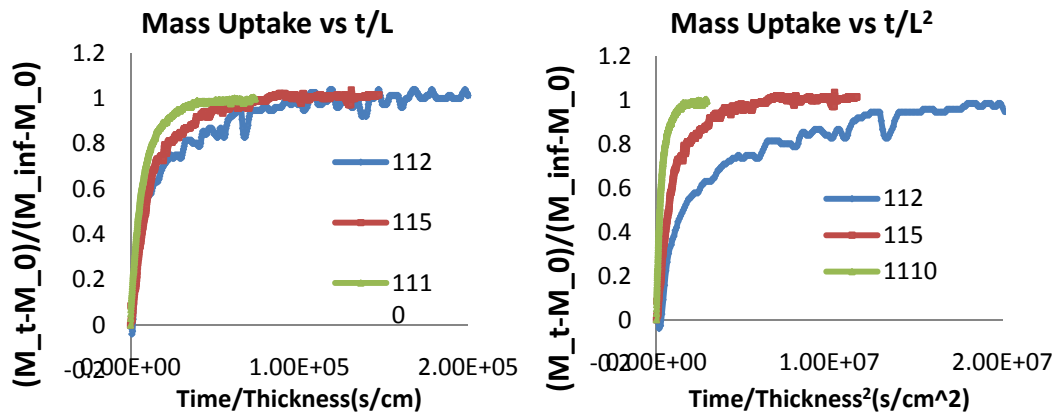 Mass Uptake vs t/L
(M_t-M_0)/(M_inf-M_0)
1.2
1
0.8
0.6
0.4
0.2
0
-0.2
0.00E+00
1.00E+05
2.00E+05
Time/Thickness(s/cm)
112
115
111
0
Mass Uptake vs t/L²
(M_t-M_0)/(M_inf-M_0)
1.2
1
0.8
0.6
0.4
0.2
0
-0.2
0.00E+00
1.00E+07
2.00E+07
Time/Thickness²(s/cm^2)
112
115
1110